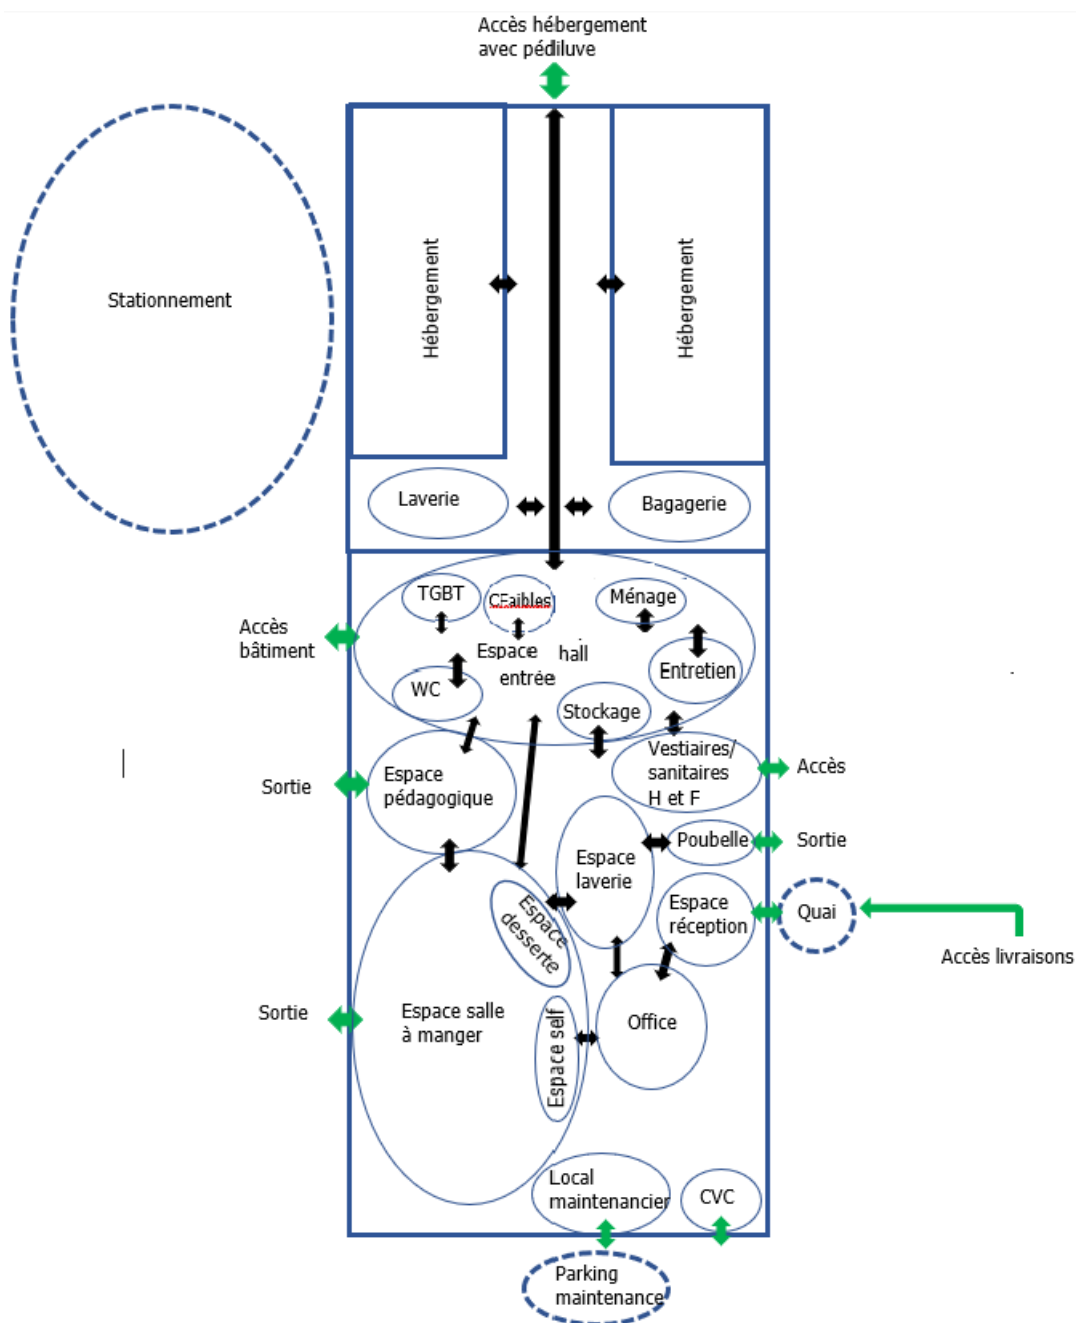 Accès hébergement
avec pédiluve
Hébergement
Hébergement
Stationnement
Laverie
Bagagerie
TGBT
CFaibles
Ménage
Accès
bâtiment
Espace hall
entrée
Entretien
WC
Stockage
Vestiaires/
sanitaires
H et F
Accès
Espace
pédagogique
Sortie
Poubelle
Sortie
Espace
laverie
Espace
réception
Quai
Accès livraisons
Espace
desserte
Sortie
Espace salle
à manger
Espace self
Office
Local
maintenancier
CVC
Parking
maintenance